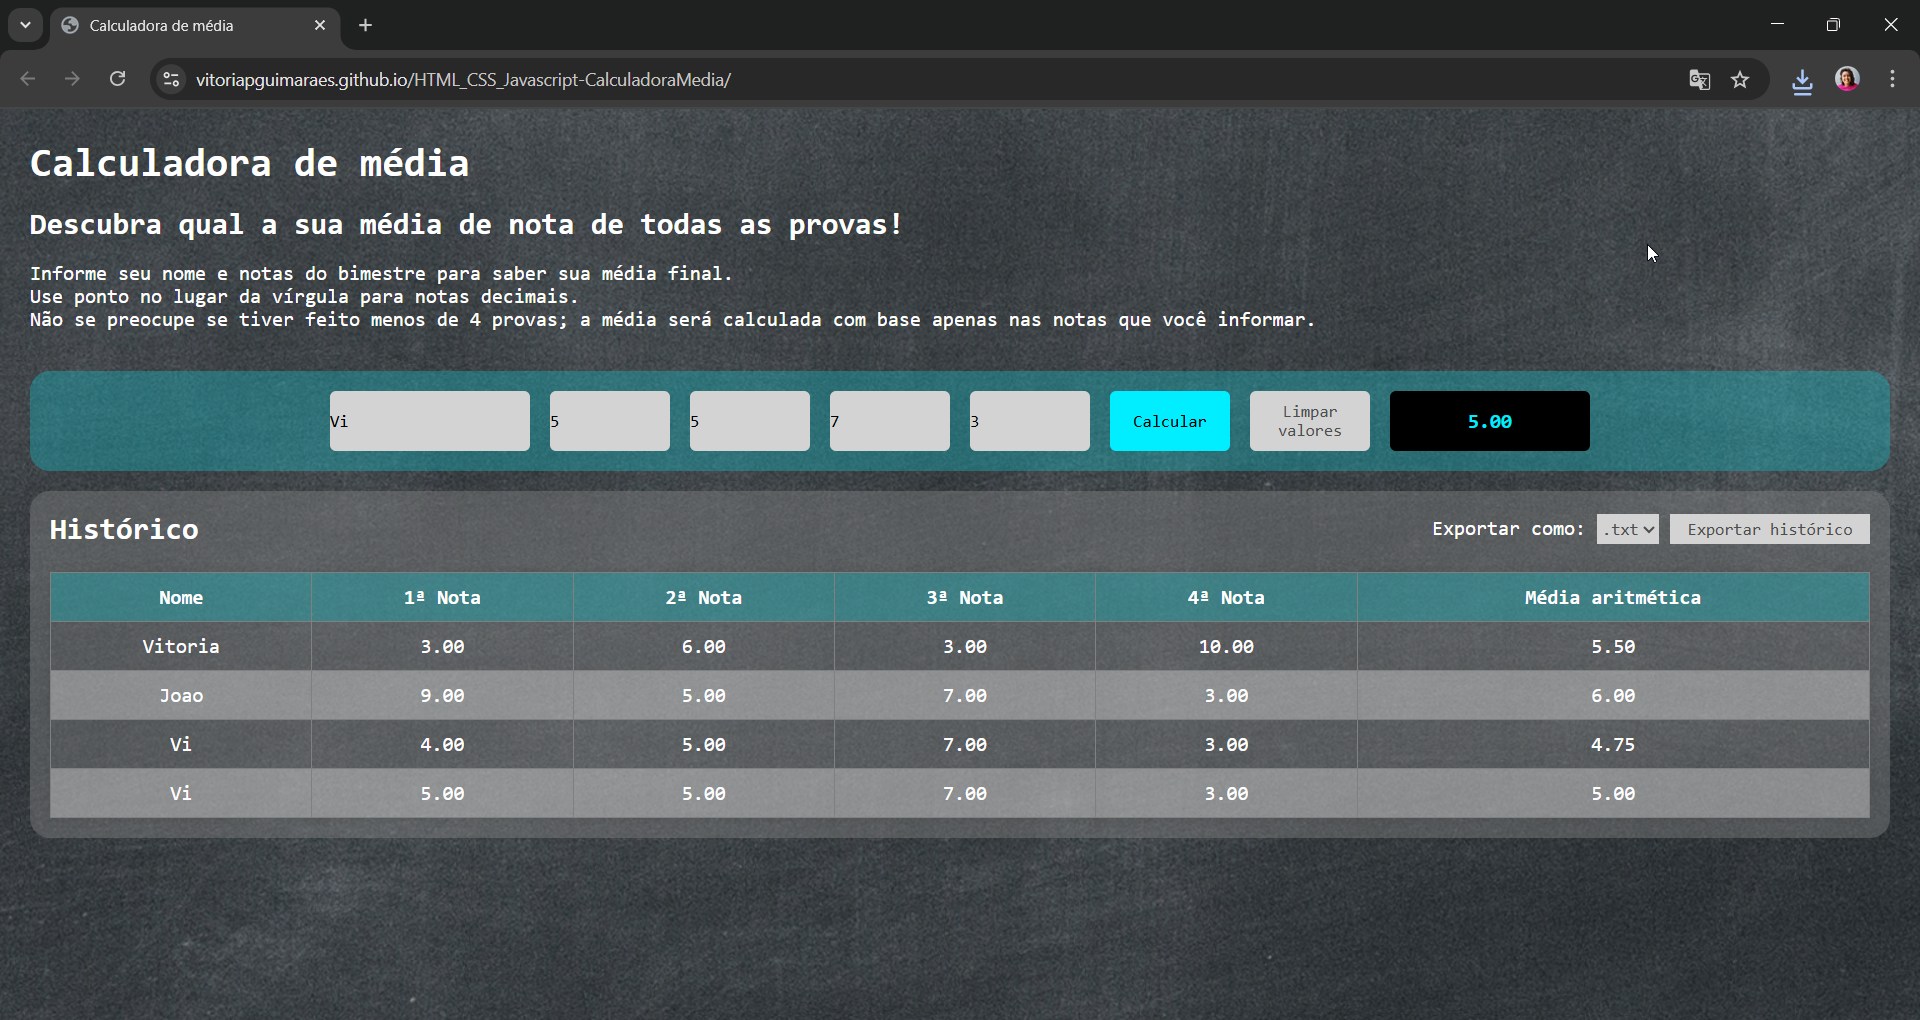 Calculadora de média
vitoriapguimaraes.github.io/HTML_CSS_Javascript-CalculadoraMedia/
Calculadora de média
Descubra qual a sua média de nota de todas as provas!
Informe seu nome e notas do bimestre para saber sua média final.
Use ponto no lugar da vírgula para notas decimais.
Não se preocupe se tiver feito menos de 4 provas; a média será calculada com base apenas nas notas que você informar.
Vi 5 5 7 3 Calcular Limpar valores 5.00
Histórico Exportar como: .txt Exportar histórico
Nome 1ª Nota 2ª Nota 3ª Nota 4ª Nota Média aritmética
Vitoria 3.00 6.00 3.00 10.00 5.50
Joao 9.00 5.00 7.00 3.00 6.00
Vi 4.00 5.00 7.00 3.00 4.75
Vi 5.00 5.00 7.00 3.00 5.00